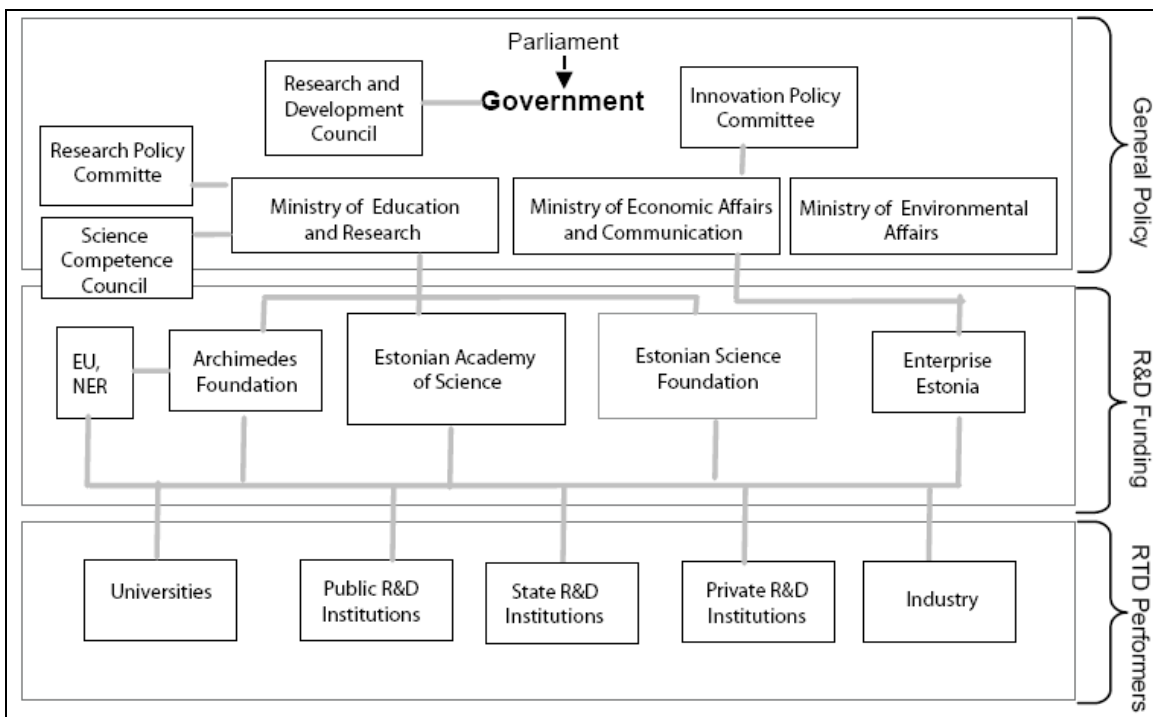 Parliament
Research and
Development
Council
Government
Innovation Policy
Committee
Research Policy
Committe
Ministry of Education
and Research
Ministry of Economic Affairs
and Communication
Ministry of Environmental
Affairs
Science
Competence
Council
General Policy
EU,
NER
Archimedes
Foundation
Estonian Academy
of Science
Estonian Science
Foundation
Enterprise
Estonia
R&D Funding
Universities
Public R&D
Institutions
State R&D
Institutions
Private R&D
Institutions
Industry
RTD Performers